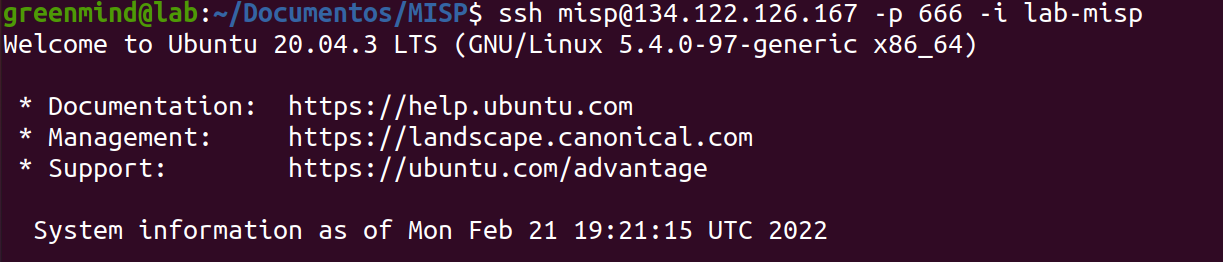 greenmind@lab:~/Documentos/MISP$ ssh misp@134.122.126.167 -p 666 -i lab-misp
Welcome to Ubuntu 20.04.3 LTS (GNU/Linux 5.4.0-97-generic x86_64)
* Documentation:  https://help.ubuntu.com
* Management:     https://landscape.canonical.com
* Support:        https://ubuntu.com/advantage
System information as of Mon Feb 21 19:21:15 UTC 2022